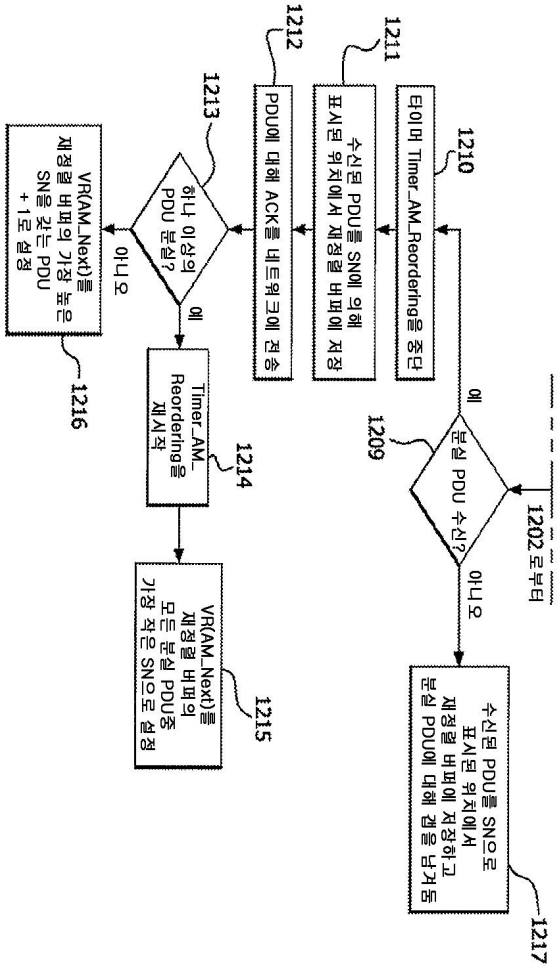 1202로부터
분실 PDU 수신?
1209
예
아니오
타이머 Timer_AM_Reordering을 중단
1210
수신된 PDU를 SN에 의해
표시된 위치에서 재정렬 버퍼에 저장
1211
PDU에 대해 ACK를 네트워크에 전송
1212
하나 이상의
PDU 분실?
1213
예
아니오
Timer_AM_
Reordering을
재시작
1214
VR(AM_Next)를
재정렬 버퍼의
모든 분실 PDU중
가장 작은 SN으로 설정
1215
VR(AM_Next)를
재정렬 버퍼의 가장 높은
SN을 갖는 PDU
+ 1로 설정
1216
수신된 PDU를 SN으로
표시된 위치에서
재정렬 버퍼에 저장하고
분실 PDU에 대해 갭을 남겨둠
1217